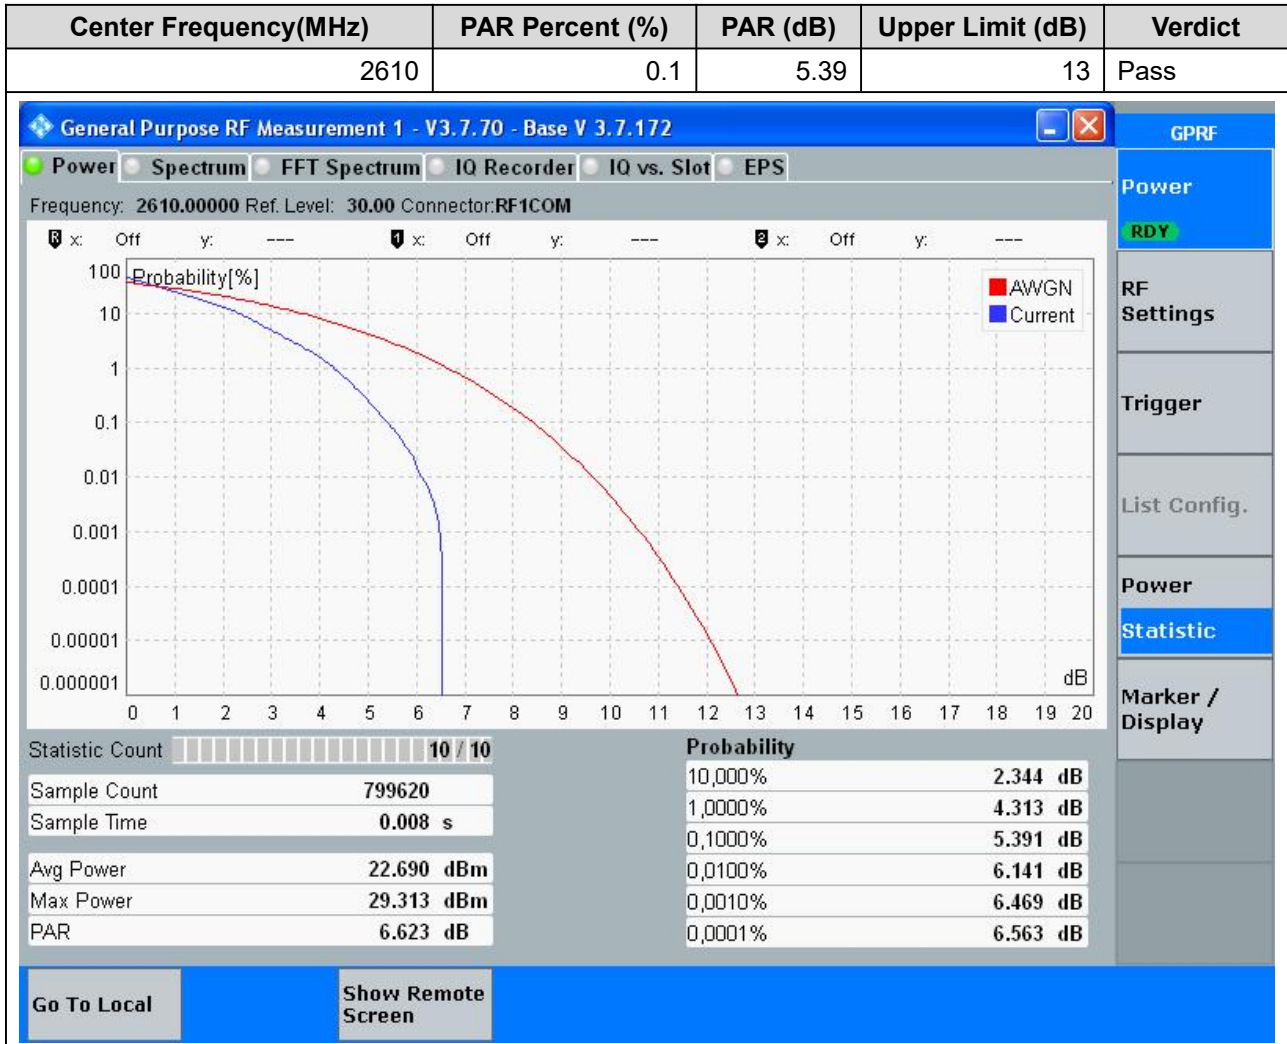 Center Frequency(MHz) PAR Percent (%) PAR (dB) Upper Limit (dB) Verdict
2610 0.1 5.39 13 Pass
General Purpose RF Measurement 1 - V3.7.70 - Base V 3.7.172
GPRF
Power Spectrum FFT Spectrum IQ Recorder IQ vs. Slot EPS
Frequency: 2610.00000 Ref. Level: 30.00 Connector:RF1COM
R x: Off y: --- 1 x: Off y: --- 2 x: Off y: ---
Probability[%]
AWGN
Current
100
10
1
0.1
0.01
0.001
0.0001
0.00001
0.000001
dB
0 1 2 3 4 5 6 7 8 9 10 11 12 13 14 15 16 17 18 19 20
Statistic Count 10 / 10
Sample Count 799620
Sample Time 0.008 s
Avg Power 22.690 dBm
Max Power 29.313 dBm
PAR 6.623 dB
Probability
10,000% 2.344 dB
1,0000% 4.313 dB
0,1000% 5.391 dB
0,0100% 6.141 dB
0,0010% 6.469 dB
0,0001% 6.563 dB
Power
RDY
RF
Settings
Trigger
List Config.
Power
Statistic
Marker /
Display
Go To Local
Show Remote
Screen